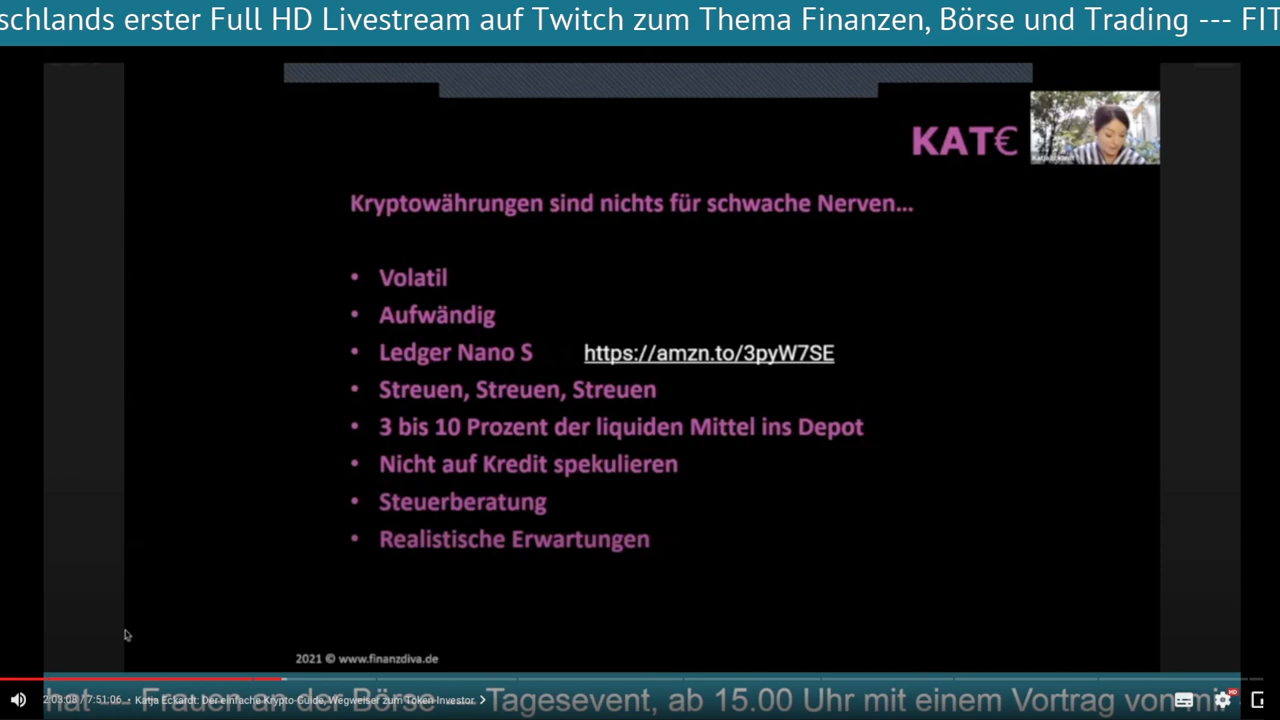 schlands erster Full HD Livestream auf Twitch zum Thema Finanzen, Börse und Trading --- FIT
KAT€
Kryptowährungen sind nichts für schwache Nerven...
• Volatil
• Aufwändig
• Ledger Nano S https://amzn.to/3pyW7SE
• Streuen, Streuen, Streuen
• 3 bis 10 Prozent der liquiden Mittel ins Depot
• Nicht auf Kredit spekulieren
• Steuerberatung
• Realistische Erwartungen
2021 © www.finanzdiva.de
2:03:08 / 7:51:06 • Katja Eckardt: Der einfache Krypto-Guide, Wegweiser zum Token-Investor
HD
Frauen an der Börse Tagesevent, ab 15.00 Uhr mit einem Vortrag von